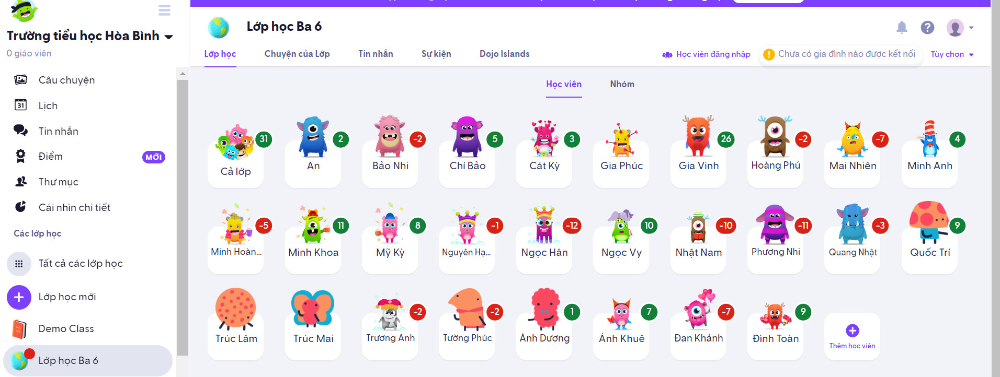 Trường tiểu học Hòa Bình
0 giáo viên
Câu chuyện
31 Lịch
Tin nhắn
Điểm MỚI
Thư mục
Cái nhìn chi tiết
Các lớp học
Tất cả các lớp học
Lớp học mới
Demo Class
Lớp học Ba 6
Lớp học Ba 6
Lớp học Chuyện của Lớp Tin nhắn Sự kiện Dojo Islands Học viên đăng nhập Chưa có gia đình nào được kết nối Tùy chọn
Học viên Nhóm
31 2 -2 5 3 26 -2 -7 4
Cả lớp An Bảo Nhi Chí Bảo Cát Kỳ Gia Phúc Gia Vinh Hoàng Phú Mai Nhiên Minh Anh
-5 11 8 -1 -12 10 -10 -11 -3 9
Minh Hoàn... Minh Khoa Mỹ Kỳ Nguyên Hạ... Ngọc Hân Ngọc Vy Nhật Nam Phương Nhi Quang Nhật Quốc Trí
-2 -2 1 7 -7 9
Trúc Lâm Trúc Mai Trương Anh Tường Phúc Ánh Dương Ánh Khuê Đan Khánh Đình Toàn Thêm học viên